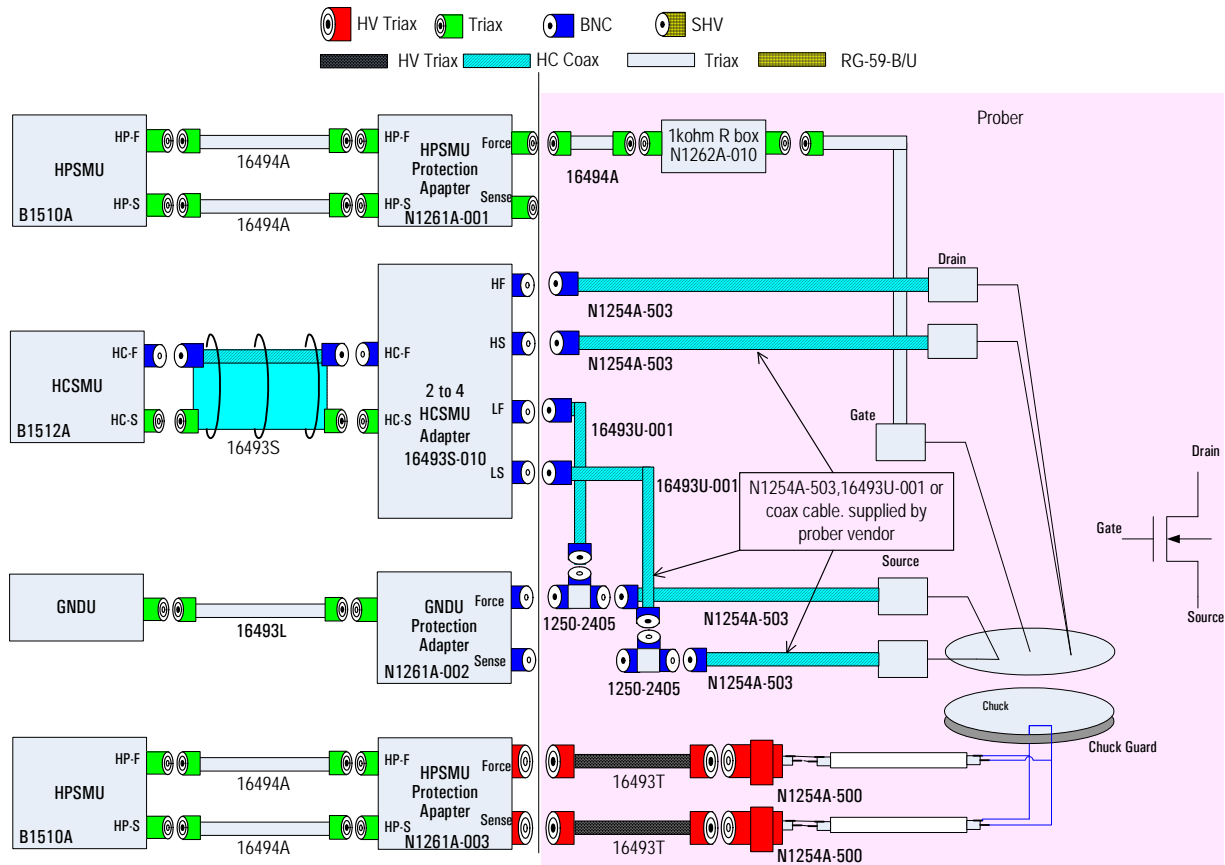 HV Triax
Triax
BNC
SHV
HV Triax
HC Coax
Triax
RG-59-B/U
Prober
HPSMU
B1510A
HP-F
HP-S
16494A
16494A
HP-F
HP-S
HPSMU
Protection
Apapter
N1261A-001
Force
Sense
16494A
1kohm R box
N1262A-010
HCSMU
B1512A
HC-F
HC-S
16493S
HC-F
HC-S
2 to 4
HCSMU
Adapter
16493S-010
HF
HS
LF
LS
N1254A-503
N1254A-503
Drain
Gate
16493U-001
16493U-001
N1254A-503,16493U-001 or
coax cable. supplied by
prober vendor
Drain
Gate
Source
GNDU
16493L
GNDU
Protection
Adapter
N1261A-002
Force
Sense
1250-2405
1250-2405
Source
N1254A-503
N1254A-503
Chuck
Chuck Guard
HPSMU
B1510A
HP-F
HP-S
16494A
16494A
HP-F
HP-S
HPSMU
Protection
Apapter
N1261A-003
Force
Sense
16493T
16493T
N1254A-500
N1254A-500